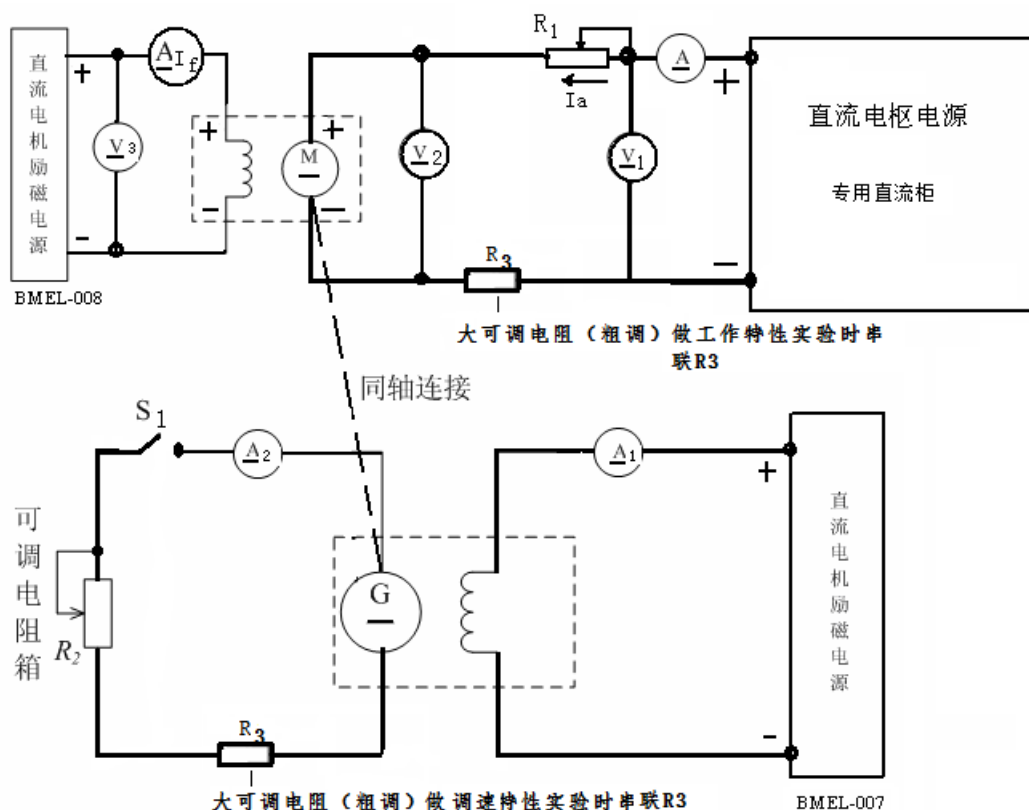 直流电机励磁电源
+
-
BMEL-008
A If
V3
+
-
M
+
-
V2
R1
Ia
A
V1
+
-
直流电枢电源
专用直流柜
R3
大可调电阻（粗调）做工作特性实验时串
联R3
同轴连接
S1
A2
可调电阻箱
R2
G
A1
+
-
直流电机励磁电源
R3
大可调电阻（粗调）做调速特性实验时串联R3
BMEL-007